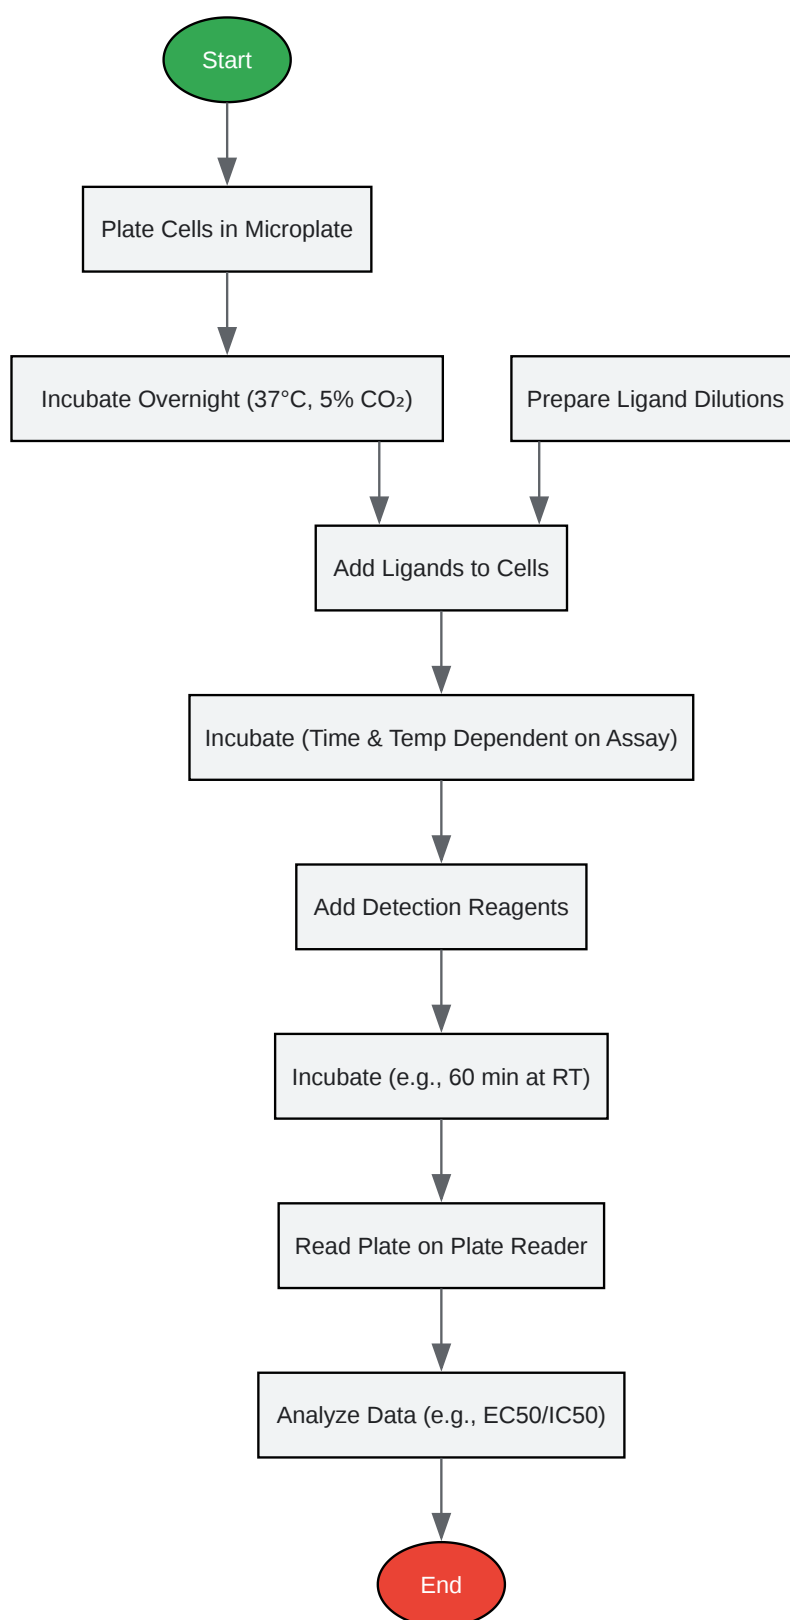 Start
Plate Cells in Microplate
Incubate Overnight (37°C, 5% CO₂)
Prepare Ligand Dilutions
Add Ligands to Cells
Incubate (Time & Temp Dependent on Assay)
Add Detection Reagents
Incubate (e.g., 60 min at RT)
Read Plate on Plate Reader
Analyze Data (e.g., EC50/IC50)
End